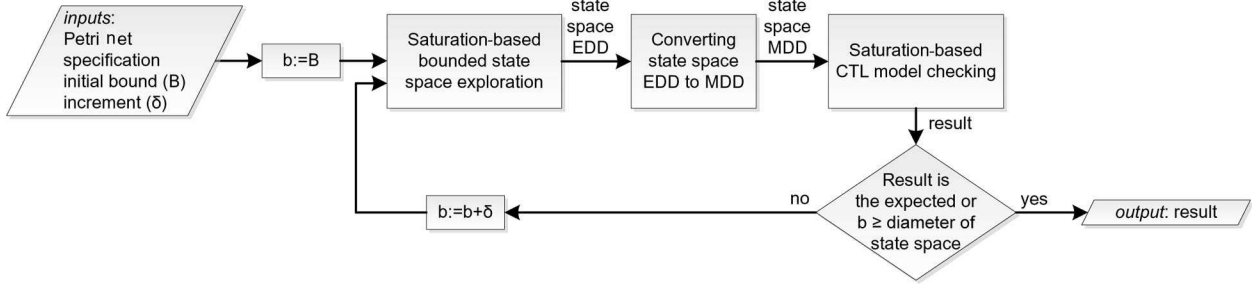 inputs:
Petri net
specification
initial bound (B)
increment (δ)
b:=B
Saturation-based
bounded state
space exploration
state
space
EDD
Converting
state space
EDD to MDD
state
space
MDD
Saturation-based
CTL model checking
result
Result is
the expected or
b ≥ diameter of
state space
no
b:=b+δ
yes
output: result